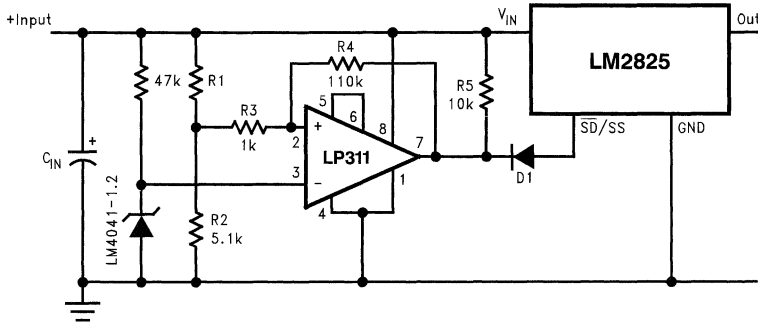 +Input
V_IN
Out
LM2825
R4
110k
47k
R1
R5
10k
R3
1k
5
6
8
+
2
LP311
7
SD/SS
GND
C_IN
+
3
−
1
D1
4
LM4041-1.2
R2
5.1k